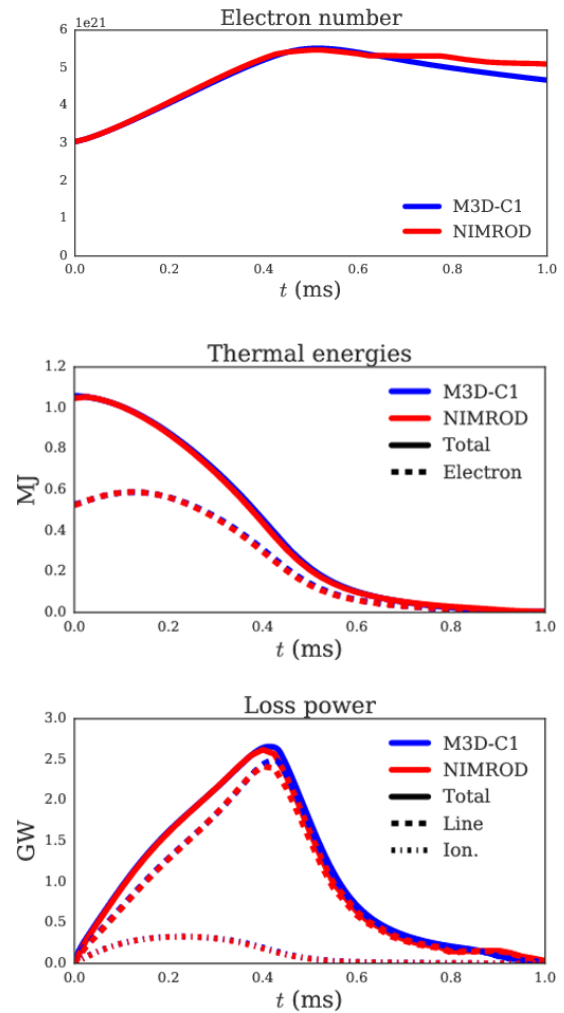 Electron number
1e21
6
5
4
3
2
1
0
M3D-C1
NIMROD
0.0 0.2 0.4 0.6 0.8 1.0
t (ms)
Thermal energies
1.2
1.0
0.8
0.6
0.4
0.2
0.0
MJ
M3D-C1
NIMROD
Total
Electron
0.0 0.2 0.4 0.6 0.8 1.0
t (ms)
Loss power
3.0
2.5
2.0
1.5
1.0
0.5
0.0
GW
M3D-C1
NIMROD
Total
Line
Ion.
0.0 0.2 0.4 0.6 0.8 1.0
t (ms)